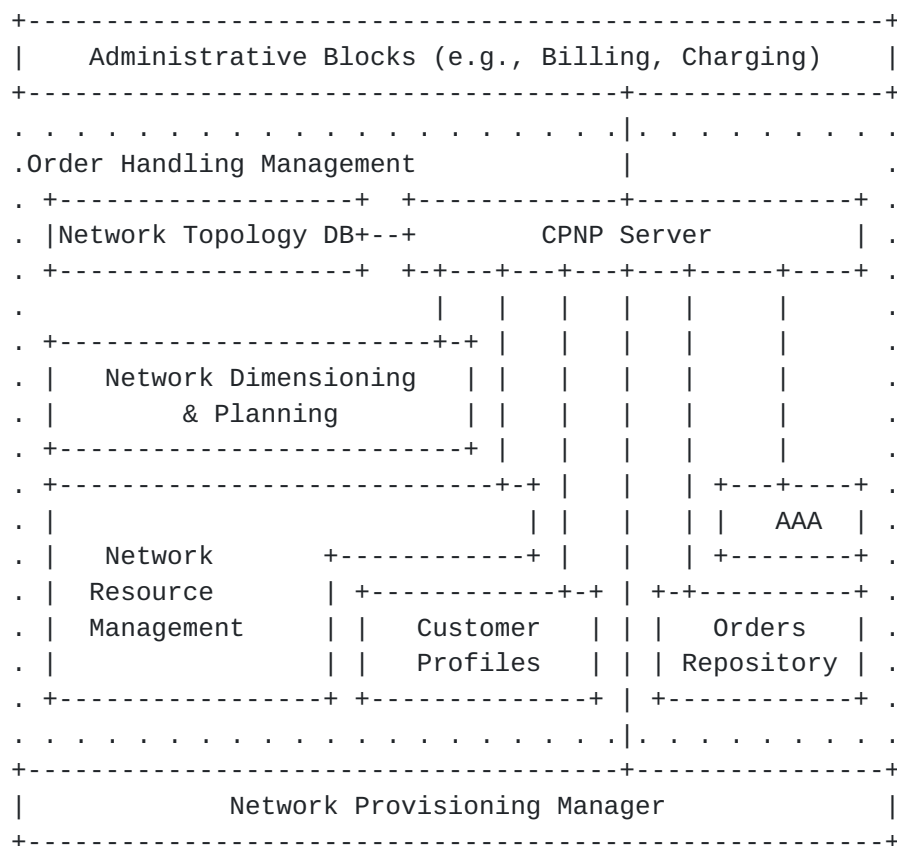 Administrative Blocks (e.g., Billing, Charging)
Order Handling Management
Network Topology DB
CPNP Server
Network Dimensioning
& Planning
AAA
Network
Resource
Management
Customer
Profiles
Orders
Repository
Network Provisioning Manager